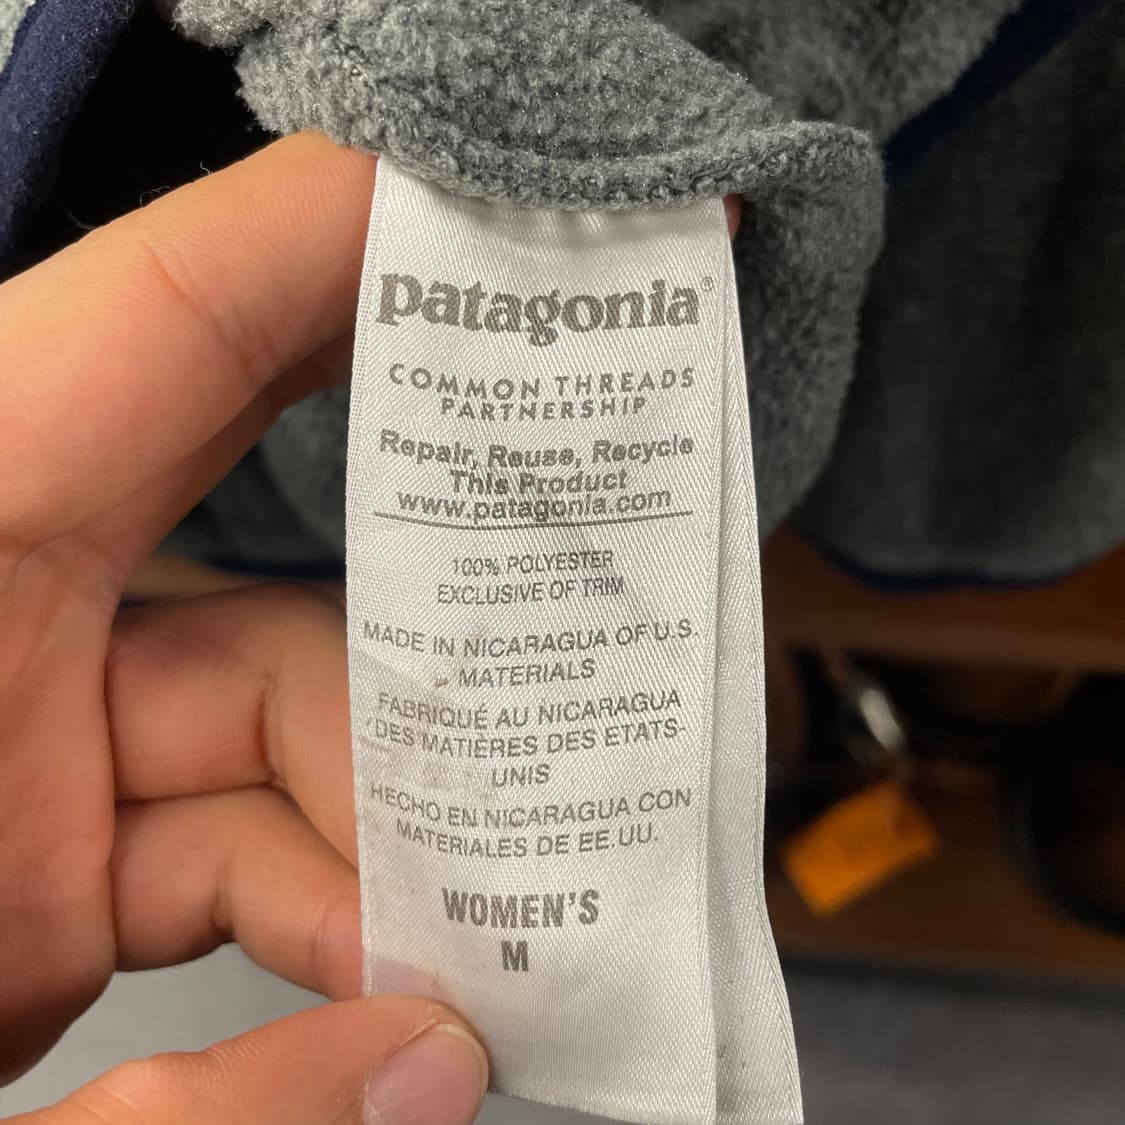 patagonia®
COMMON THREADS
PARTNERSHIP
Repair, Reuse, Recycle
This Product
www.patagonia.com
100% POLYESTER
EXCLUSIVE OF TRIM
MADE IN NICARAGUA OF U.S.
MATERIALS
FABRIQUÉ AU NICARAGUA
DES MATIÈRES DES ETATS-
UNIS
HECHO EN NICARAGUA CON
MATERIALES DE EE.UU.
WOMEN'S
M